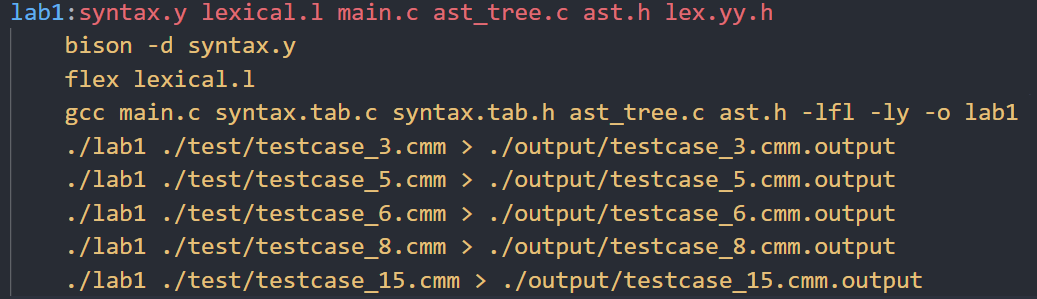 lab1:syntax.y lexical.l main.c ast_tree.c ast.h lex.yy.h
bison -d syntax.y
flex lexical.l
gcc main.c syntax.tab.c syntax.tab.h ast_tree.c ast.h -lfl -ly -o lab1
./lab1 ./test/testcase_3.cmm > ./output/testcase_3.cmm.output
./lab1 ./test/testcase_5.cmm > ./output/testcase_5.cmm.output
./lab1 ./test/testcase_6.cmm > ./output/testcase_6.cmm.output
./lab1 ./test/testcase_8.cmm > ./output/testcase_8.cmm.output
./lab1 ./test/testcase_15.cmm > ./output/testcase_15.cmm.output